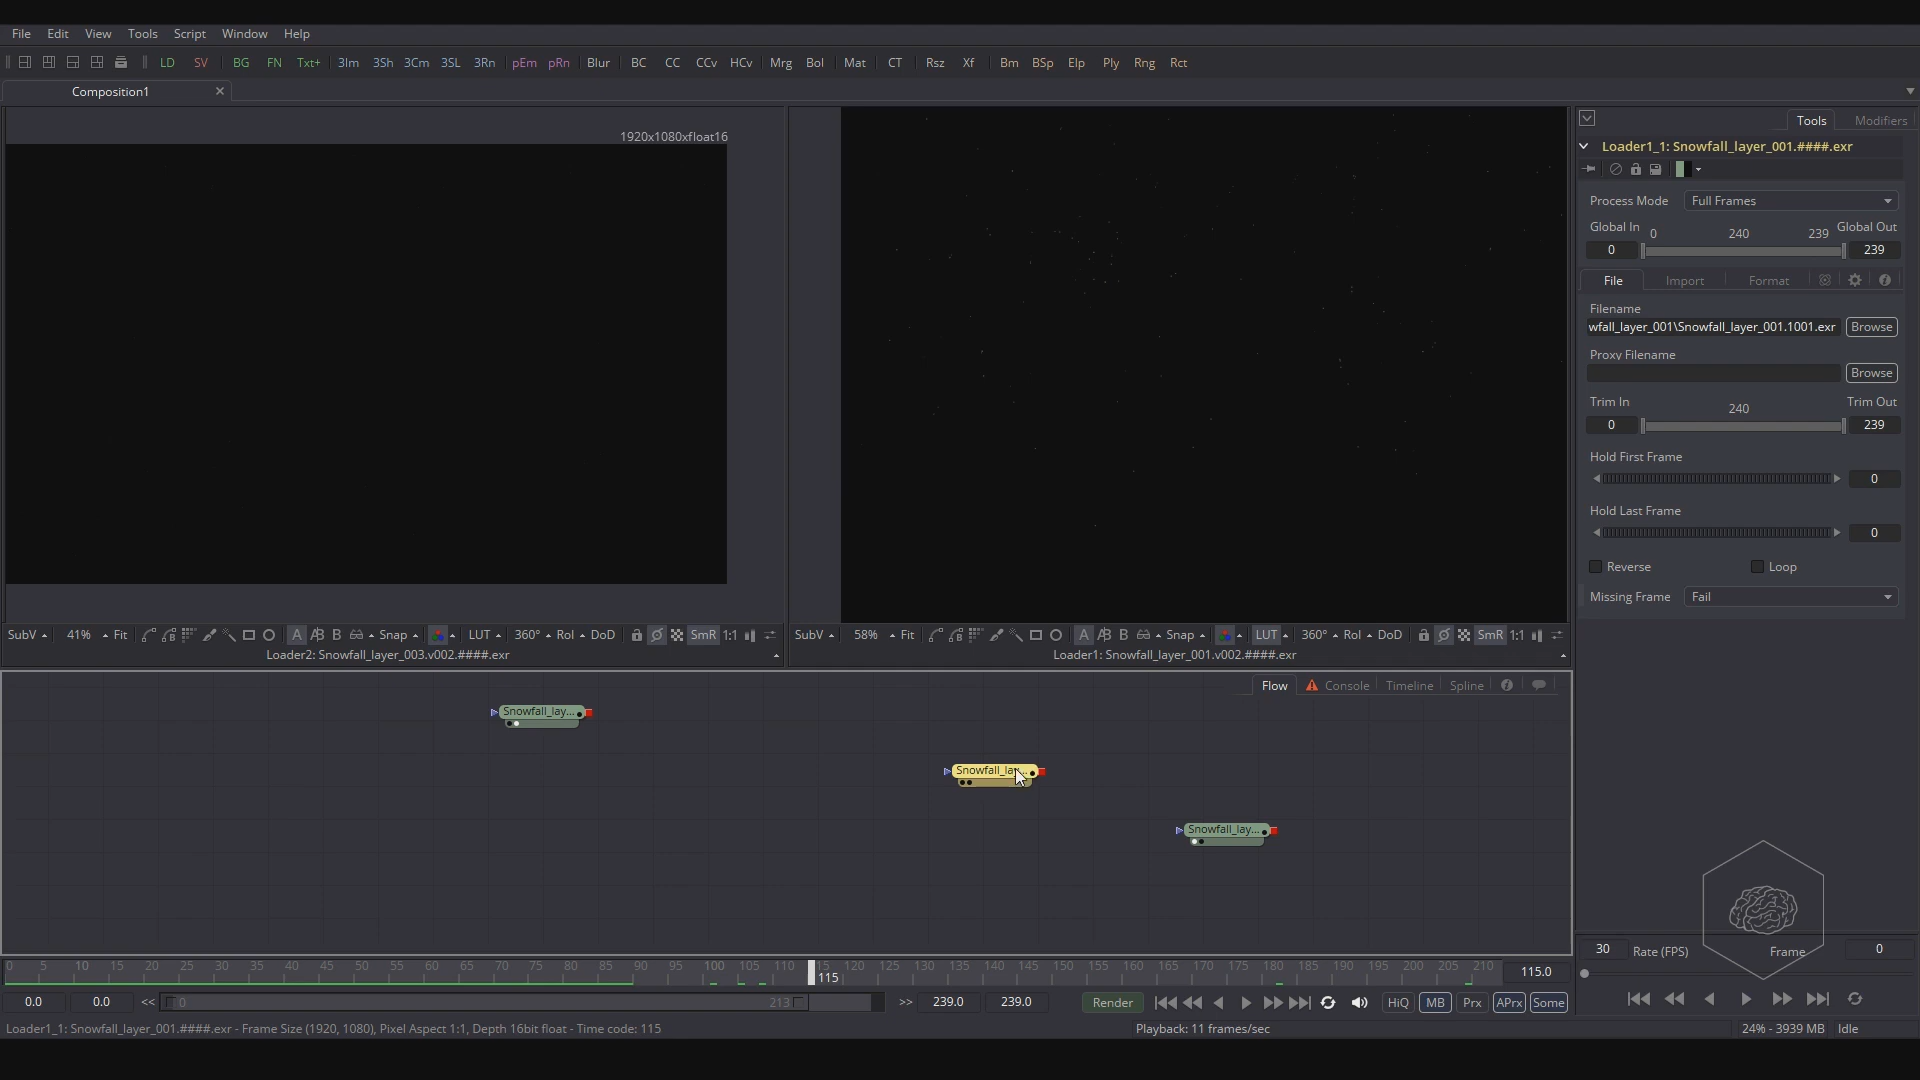 File Edit View Tools Script Window Help
LD SV BG FN Txt+ 3Im 3Sh 3Cm 3SL 3Rn pEm pRn Blur BC CC CCv HCv Mrg Bol Mat CT Rsz Xf Bm BSp Elp Ply Rng Rct
Composition1
1920x1080xfloat16
SubV 41% Fit A A/B B Snap LUT 360° RoI DoD SmR 1:1
Loader2: Snowfall_layer_003.v002.####.exr
SubV 58% Fit A A/B B Snap LUT 360° RoI DoD SmR 1:1
Loader1: Snowfall_layer_001.v002.####.exr
Tools Modifiers
Loader1_1: Snowfall_layer_001.####.exr
Process Mode Full Frames
Global In 0 240 239 Global Out
0 239
File Import Format
Filename
wfall_layer_001\Snowfall_layer_001.1001.exr Browse
Proxy Filename
Browse
Trim In 240 Trim Out
0 239
Hold First Frame
0
Hold Last Frame
0
Reverse Loop
Missing Frame Fail
Flow Console Timeline Spline
Snowfall_lay...
Snowfall_lay...
Snowfall_lay...
30 Rate (FPS) Frame 0
0 5 10 15 20 25 30 35 40 45 50 55 60 65 70 75 80 85 90 95 100 105 110 115 120 125 130 135 140 145 150 155 160 165 170 175 180 185 190 195 200 205 210 115.0
115
0.0 0.0 << 0 213 >> 239.0 239.0 Render HiQ MB Prx APrx Some
Loader1_1: Snowfall_layer_001.####.exr - Frame Size (1920, 1080), Pixel Aspect 1:1, Depth 16bit float - Time code: 115
Playback: 11 frames/sec
24% - 3939 MB Idle